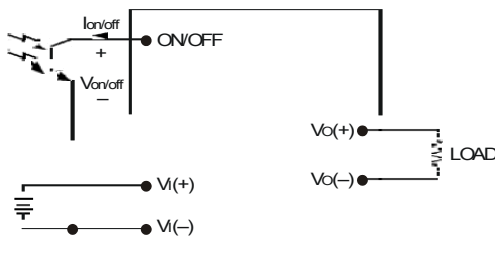 Ion/off
ON/OFF
+
Von/off
–
VO(+)
LOAD
VO(–)
VI(+)
VI(–)